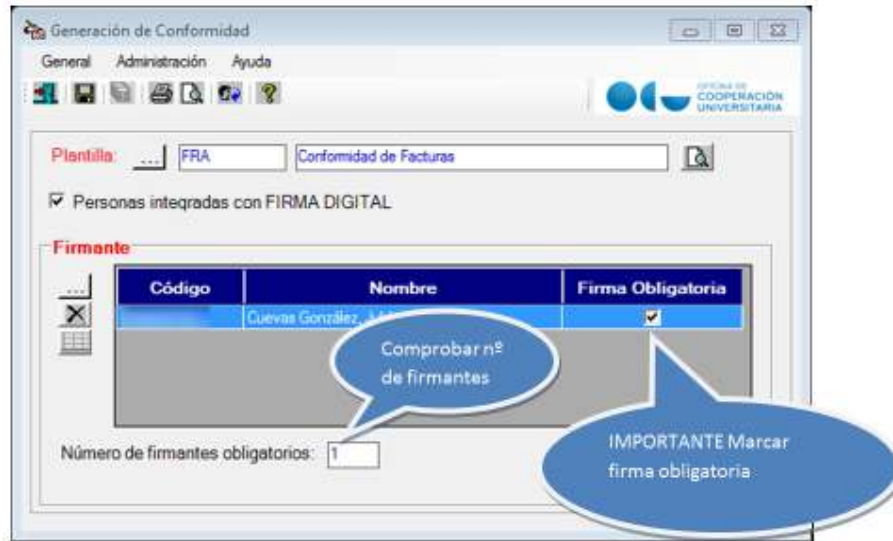 Generación de Conformidad
General Administración Ayuda
OFICINA DE
COOPERACIÓN
UNIVERSITARIA
Plantilla: ... FRA Conformidad de Facturas
Personas integradas con FIRMA DIGITAL
Firmante
...
Código Nombre Firma Obligatoria
Cuevas González,
Comprobar nº
de firmantes
Número de firmantes obligatorios: 1
IMPORTANTE Marcar
firma obligatoria